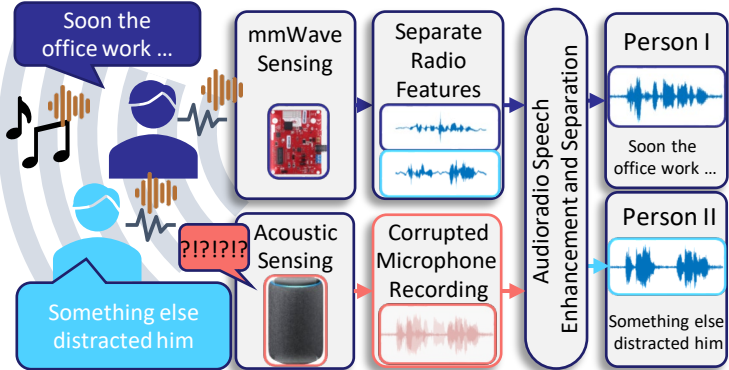 Soon the
office work ...
mmWave
Sensing
Separate
Radio
Features
Audioradio Speech
Enhancement and Separation
Person I
Soon the
office work ...
?!?!?!?
Something else
distracted him
Acoustic
Sensing
Corrupted
Microphone
Recording
Person II
Something else
distracted him